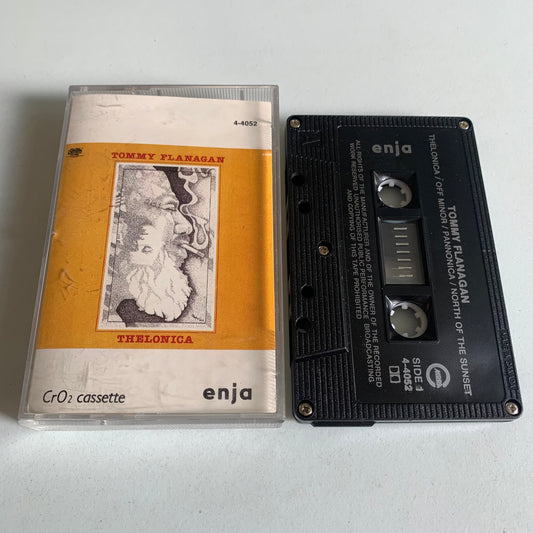 4-4052
TOMMY FLANAGAN
THELONICA
CrO2 cassette
enja
enja
ALL RIGHTS OF THE MANUFACTURER AND OF THE OWNER OF THE RECORDED
WORK RESERVED UNAUTHORISED PUBLIC PERFORMANCE BROADCASTING
AND COPYING OF THIS TAPE PROHIBITED
TOMMY FLANAGAN
THELONICA / OFF MINOR / PANNONICA / NORTH OF THE SUNSET
SIDE 1
4-4052